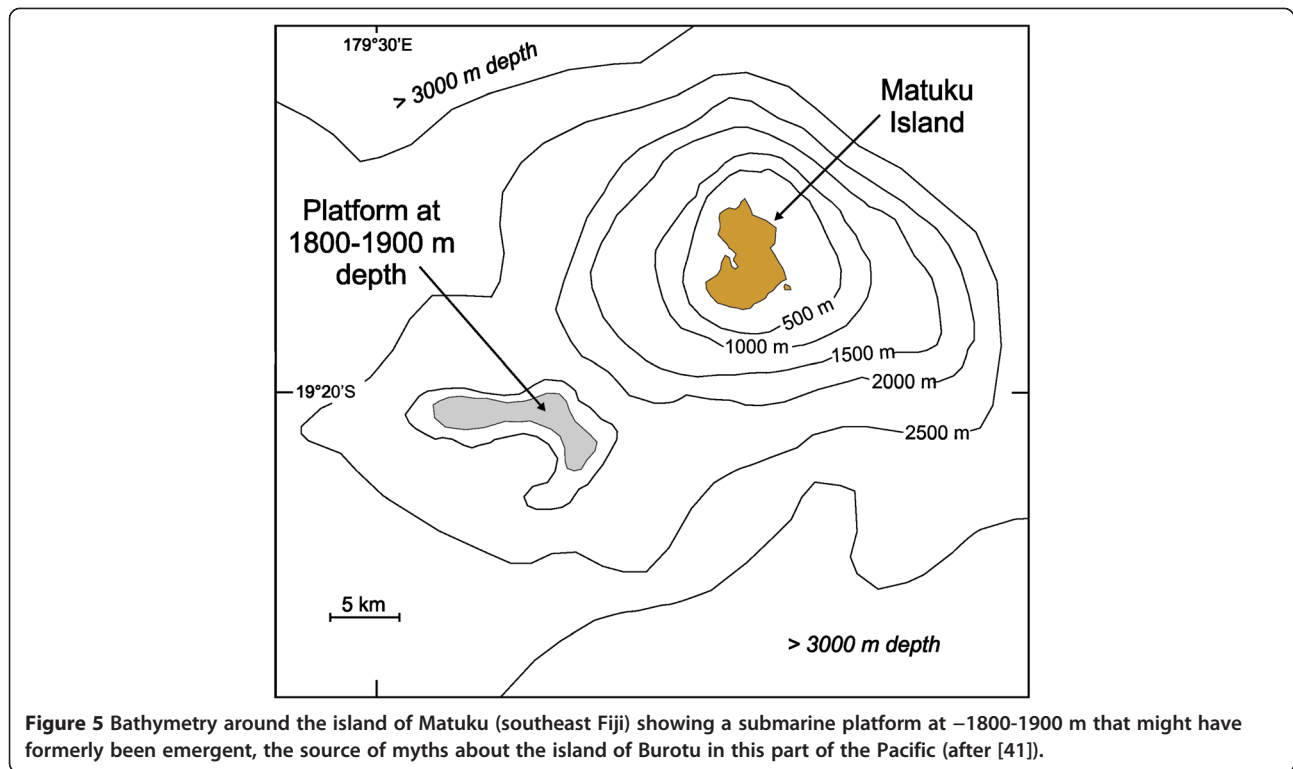 179°30'E
> 3000 m depth
Matuku
Island
Platform at
1800-1900 m
depth
500 m
1000 m
1500 m
2000 m
19°20'S
2500 m
5 km
> 3000 m depth
Figure 5 Bathymetry around the island of Matuku (southeast Fiji) showing a submarine platform at −1800-1900 m that might have
formerly been emergent, the source of myths about the island of Burotu in this part of the Pacific (after [41]).